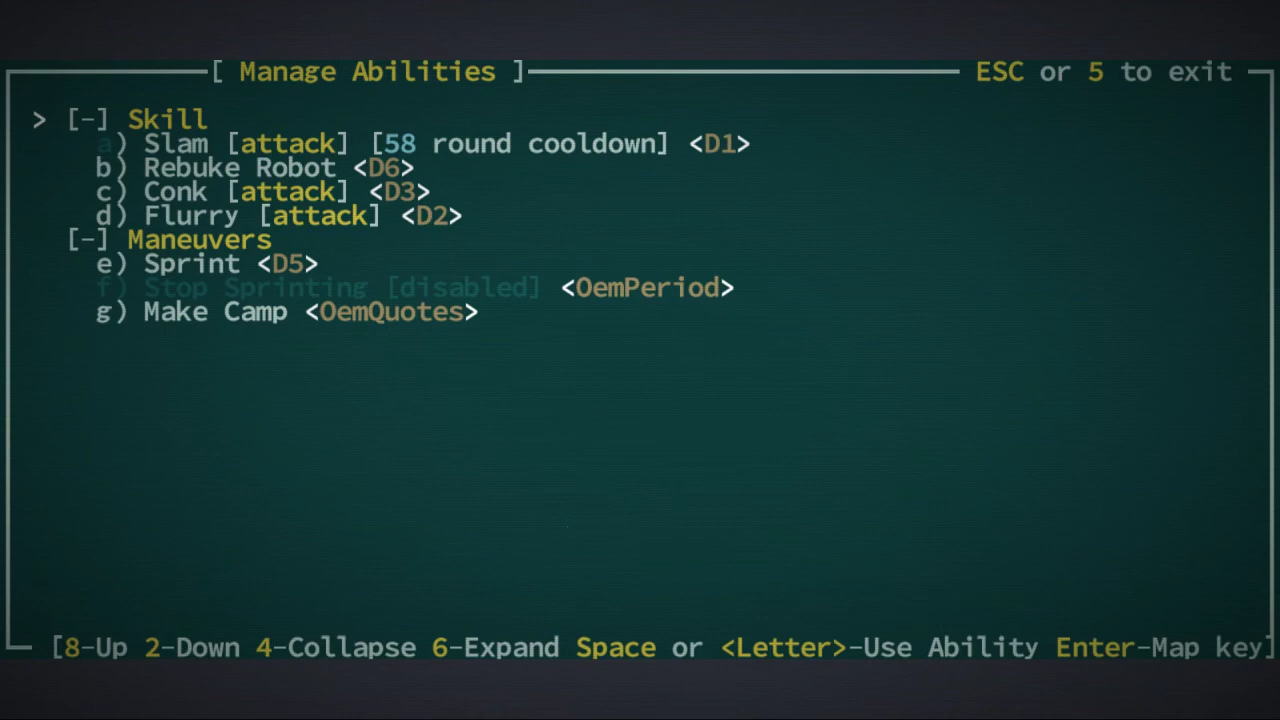 [ Manage Abilities ] ESC or 5 to exit
> [-] Skill
a) Slam [attack] [58 round cooldown] <D1>
b) Rebuke Robot <D6>
c) Conk [attack] <D3>
d) Flurry [attack] <D2>
[-] Maneuvers
e) Sprint <D5>
f) Stop Sprinting [disabled] <OemPeriod>
g) Make Camp <OemQuotes>
[8-Up 2-Down 4-Collapse 6-Expand Space or <Letter>-Use Ability Enter-Map key]